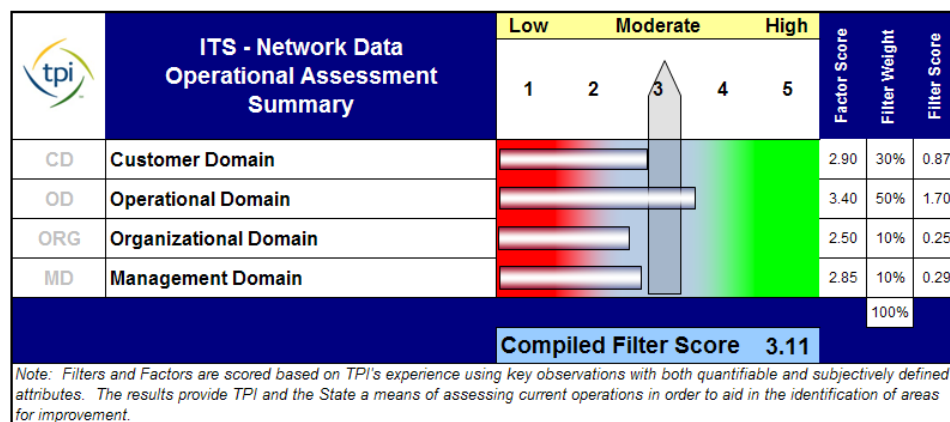 tpi
ITS - Network Data
Operational Assessment
Summary
Low Moderate High
1 2 3 4 5
Factor Score
Filter Weight
Filter Score
CD Customer Domain 2.90 30% 0.87
OD Operational Domain 3.40 50% 1.70
ORG Organizational Domain 2.50 10% 0.25
MD Management Domain 2.85 10% 0.29
100%
Compiled Filter Score 3.11
Note: Filters and Factors are scored based on TPI's experience using key observations with both quantifiable and subjectively defined
attributes. The results provide TPI and the State a means of assessing current operations in order to aid in the identification of areas
for improvement.